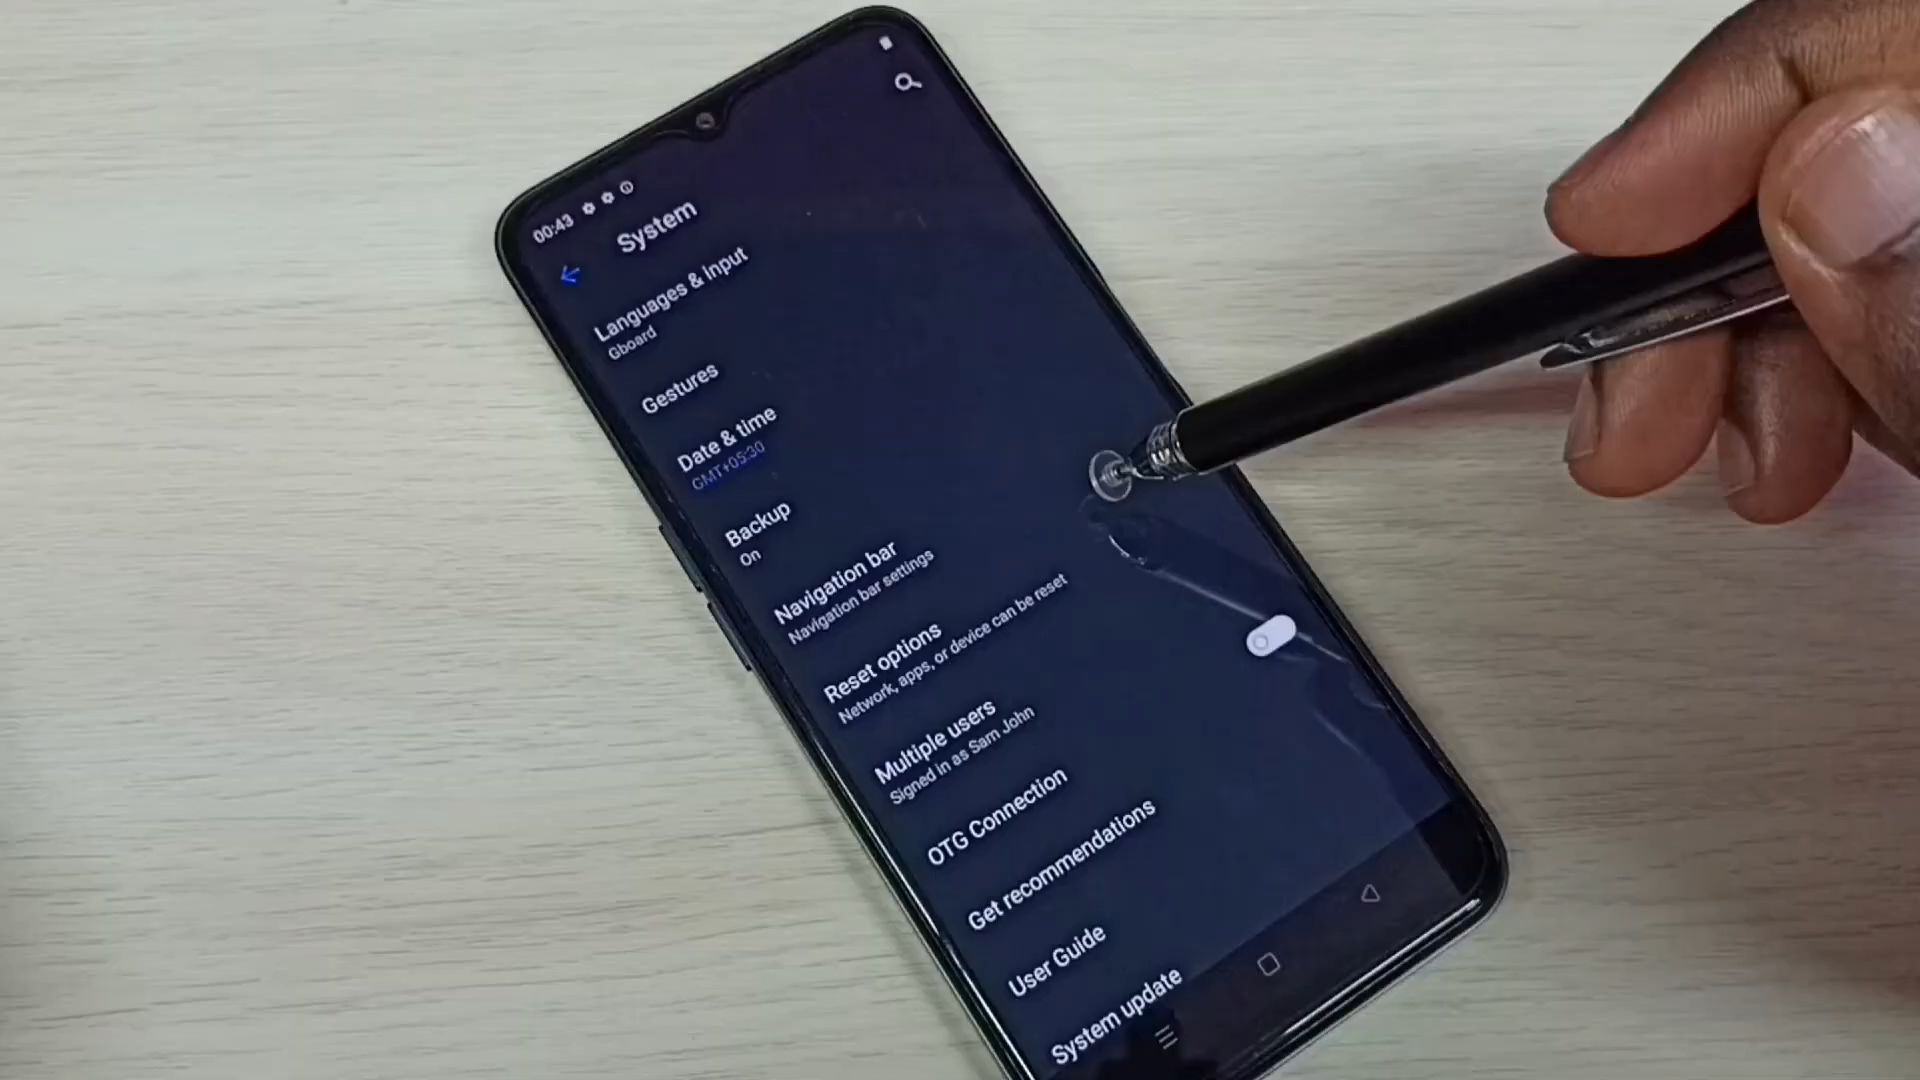 00:43
System
Languages & input
Gboard
Gestures
Date & time
GMT+05:30
Backup
On
Navigation bar
Navigation bar settings
Reset options
Network, apps, or device can be reset
Multiple users
Signed in as Sam John
OTG Connection
Get recommendations
User Guide
System update